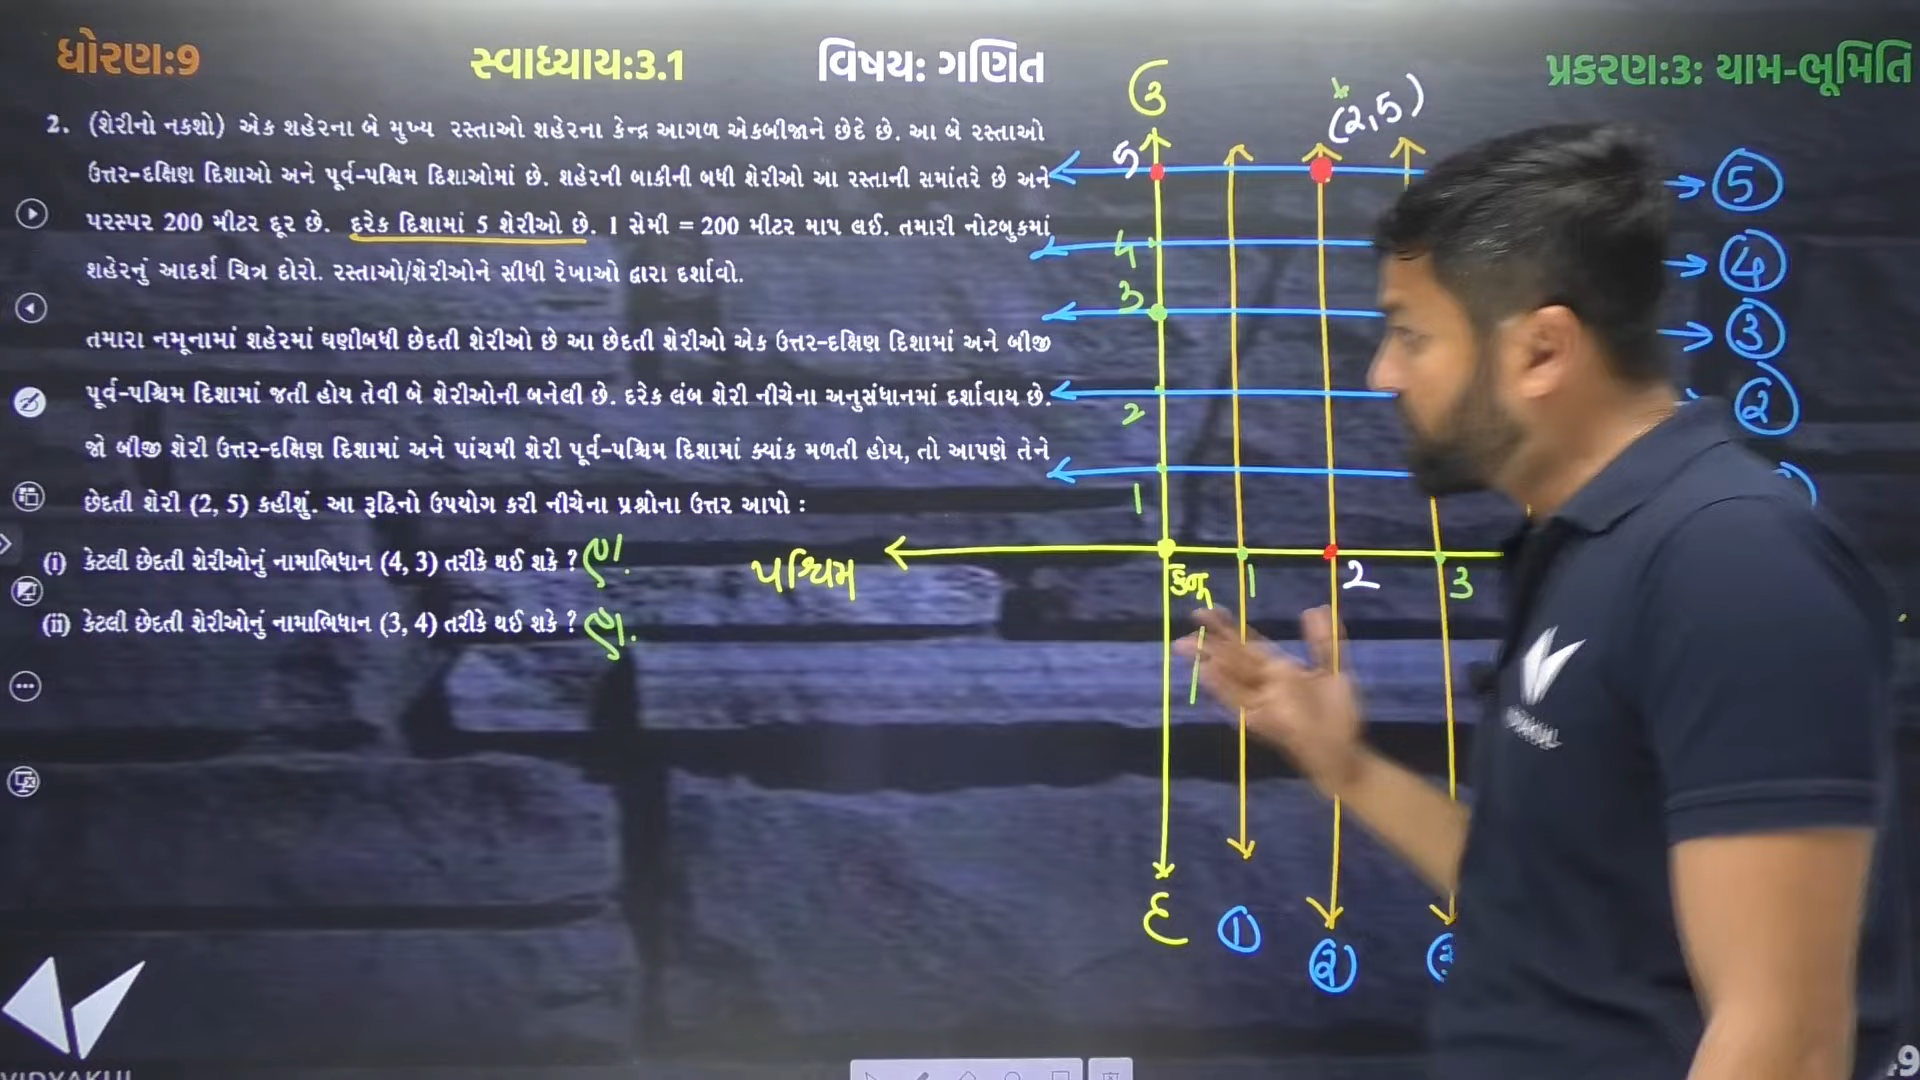 ધોરણ:9
સ્વાધ્યાય:3.1
વિષય: ગણિત
પ્રકરણ:3: યામ-ભૂમિતિ
2. (શેરીનો નકશો) એક શહેરના બે મુખ્ય રસ્તાઓ શહેરના કેન્દ્ર આગળ એકબીજાને છેદે છે. આ બે રસ્તાઓ
ઉત્તર-દક્ષિણ દિશાઓ અને પૂર્વ-પશ્ચિમ દિશાઓમાં છે. શહેરની બાકીની બધી શેરીઓ આ રસ્તાની સમાંતરે છે અને
પરસ્પર 200 મીટર દૂર છે. દરેક દિશામાં 5 શેરીઓ છે. 1 સેમી = 200 મીટર માપ લઈ. તમારી નોટબુકમાં
શહેરનું આદર્શ ચિત્ર દોરો. રસ્તાઓ/શેરીઓને સીધી રેખાઓ દ્વારા દર્શાવો.
તમારા નમૂનામાં શહેરમાં ઘણીબધી છેદતી શેરીઓ છે આ છેદતી શેરીઓ એક ઉત્તર-દક્ષિણ દિશામાં અને બીજી
પૂર્વ-પશ્ચિમ દિશામાં જતી હોય તેવી બે શેરીઓની બનેલી છે. દરેક લંબ શેરી નીચેના અનુસંધાનમાં દર્શાવાય છે.
જો બીજી શેરી ઉત્તર-દક્ષિણ દિશામાં અને પાંચમી શેરી પૂર્વ-પશ્ચિમ દિશામાં ક્યાંક મળતી હોય, તો આપણે તેને
છેદતી શેરી (2, 5) કહીશું. આ રૂઢિનો ઉપયોગ કરી નીચેના પ્રશ્નોના ઉત્તર આપો :
(i) કેટલી છેદતી શેરીઓનું નામાભિધાન (4, 3) તરીકે થઈ શકે ?
(ii) કેટલી છેદતી શેરીઓનું નામાભિધાન (3, 4) તરીકે થઈ શકે ?
ઉ
(2,5)
5
5
4
4
3
3
2
2
1
પશ્ચિમ
કેન્દ્ર
1
2
3
દ
1
2
VIDYAKUL